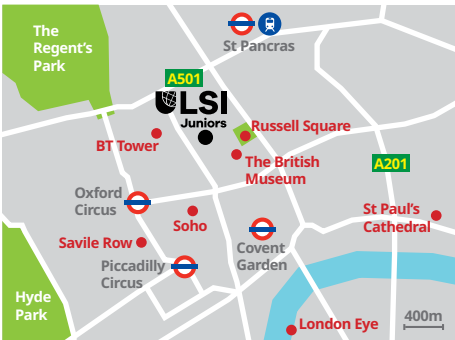 The
Regent's
Park
St Pancras
A501
LSI
Juniors
BT Tower
Russell Square
The British
Museum
A201
Oxford
Circus
Soho
St Paul's
Cathedral
Savile Row
Covent
Garden
Piccadilly
Circus
Hyde
Park
London Eye
400m